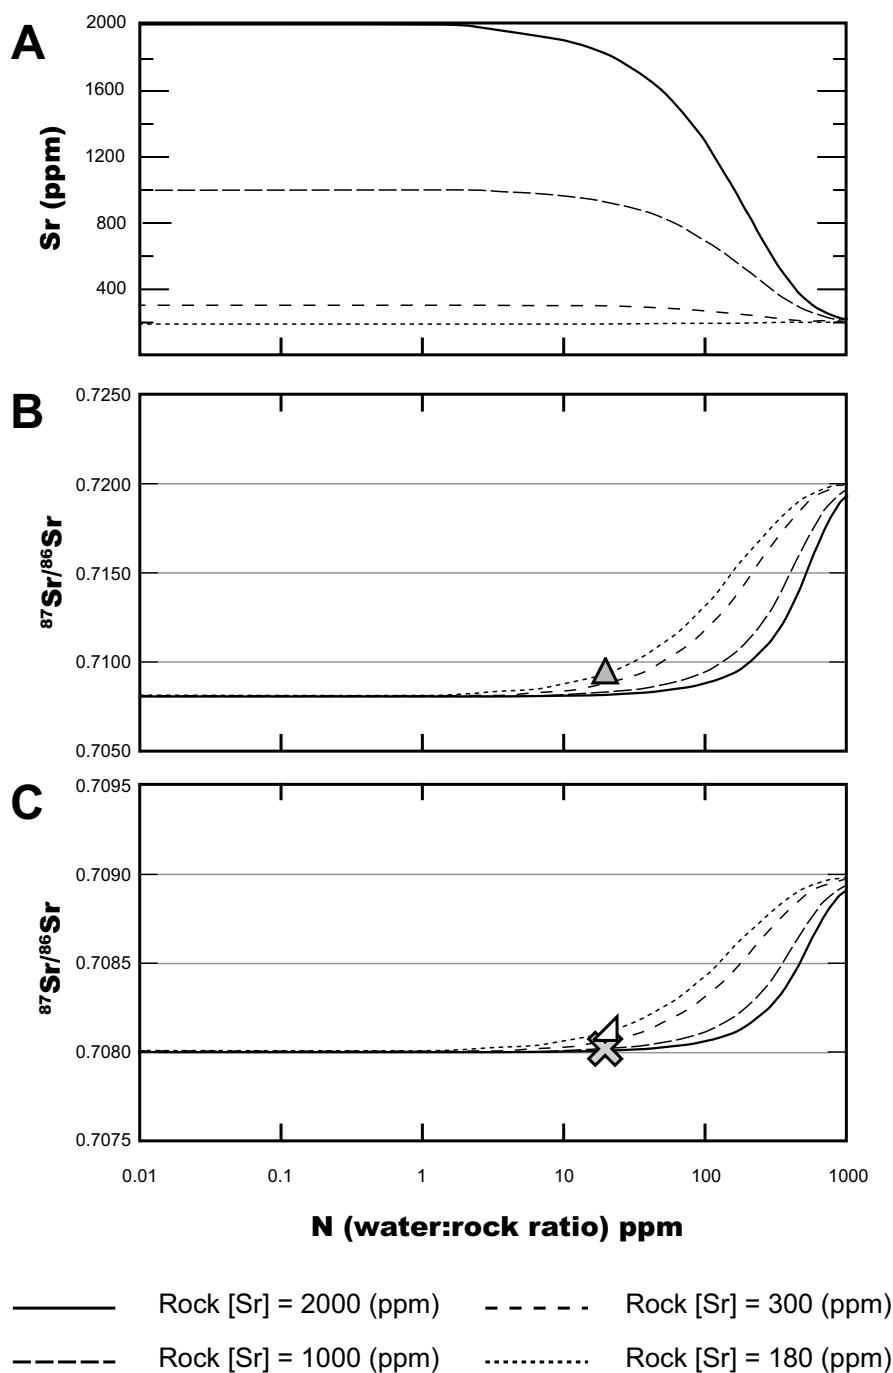 A
2000
1600
1200
800
400
Sr (ppm)
B
0.7250
0.7200
0.7150
0.7100
0.7050
87Sr/86Sr
C
0.7095
0.7090
0.7085
0.7080
0.7075
87Sr/86Sr
0.01 0.1 1 10 100 1000
N (water:rock ratio) ppm
Rock [Sr] = 2000 (ppm) Rock [Sr] = 300 (ppm)
Rock [Sr] = 1000 (ppm) Rock [Sr] = 180 (ppm)